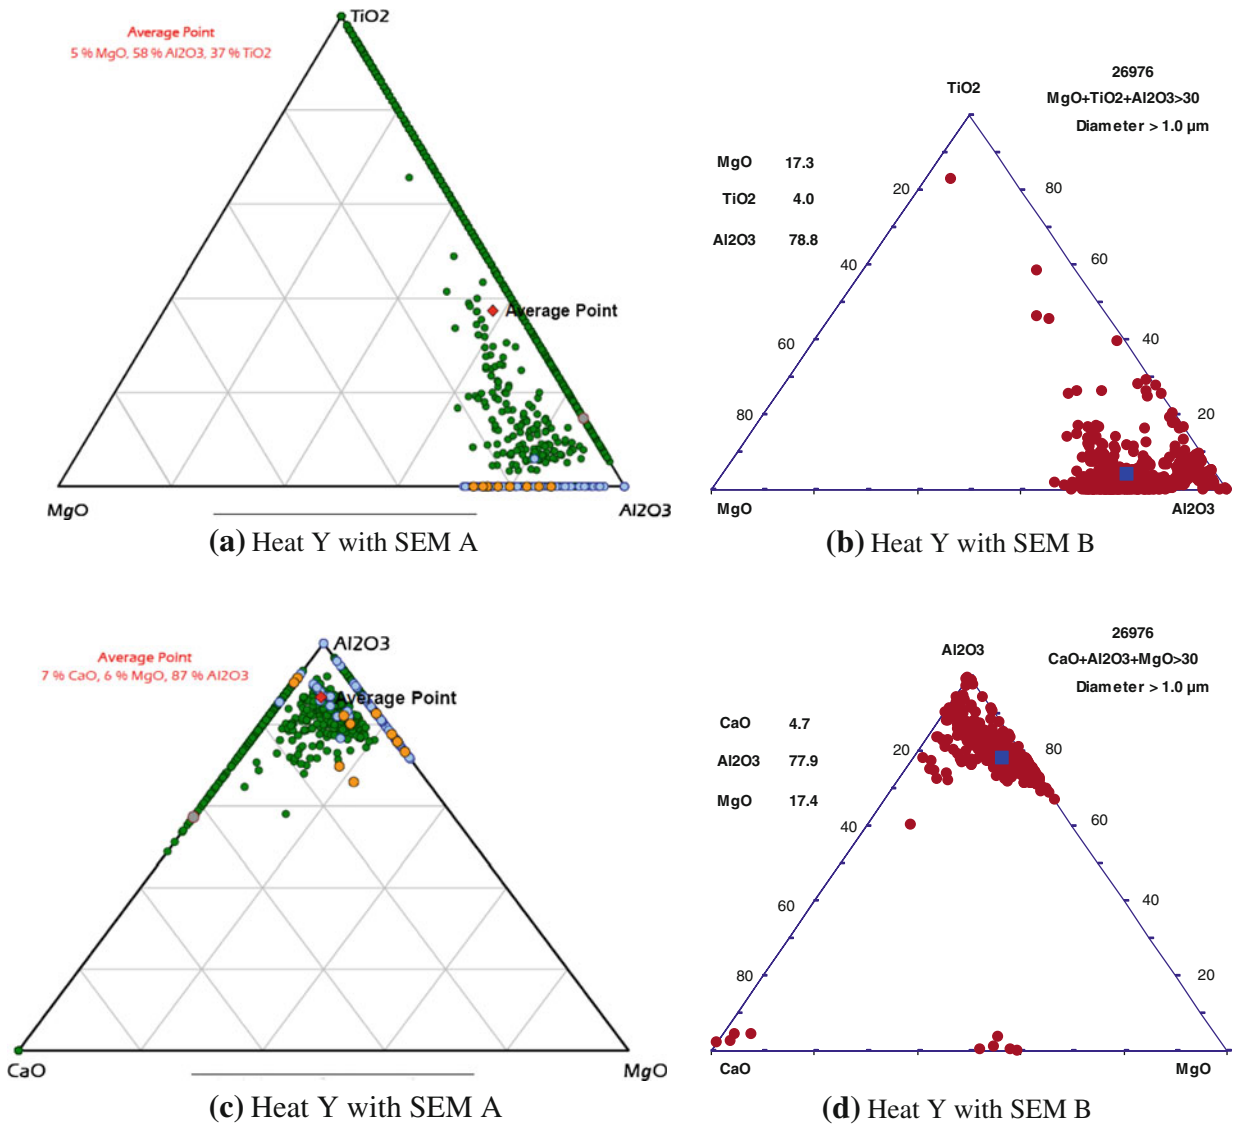 TiO2
Average Point
5 % MgO, 58 % Al2O3, 37 % TiO2
Average Point
MgO
Al2O3
(a) Heat Y with SEM A
26976
MgO+TiO2+Al2O3>30
Diameter > 1.0 µm
TiO2
MgO 17.3
TiO2 4.0
Al2O3 78.8
20
80
40
60
60
40
80
20
MgO
Al2O3
(b) Heat Y with SEM B
Al2O3
Average Point
7 % CaO, 6 % MgO, 87 % Al2O3
Average Point
CaO
MgO
(c) Heat Y with SEM A
26976
CaO+Al2O3+MgO>30
Diameter > 1.0 µm
Al2O3
CaO 4.7
Al2O3 77.9
MgO 17.4
20
80
40
60
60
40
80
20
CaO
MgO
(d) Heat Y with SEM B